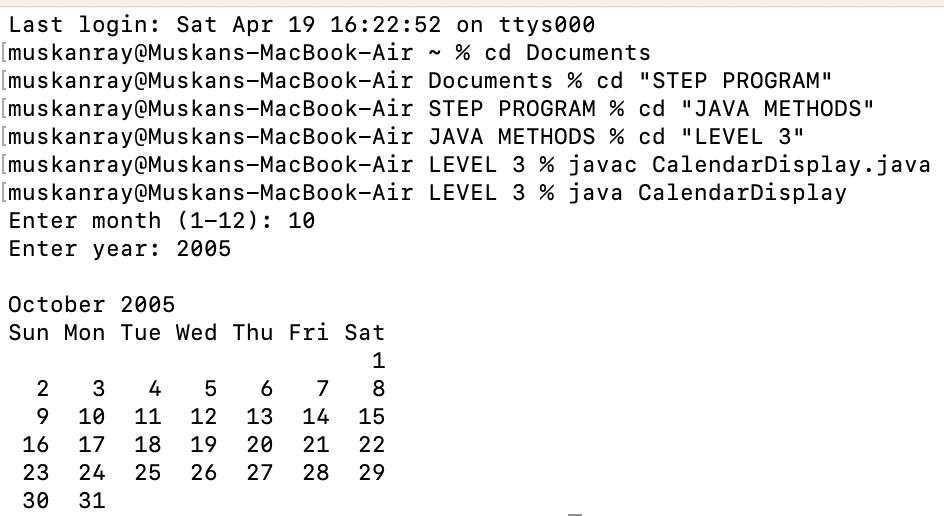 Last login: Sat Apr 19 16:22:52 on ttys000
[muskanray@Muskans-MacBook-Air ~ % cd Documents
[muskanray@Muskans-MacBook-Air Documents % cd "STEP PROGRAM"
[muskanray@Muskans-MacBook-Air STEP PROGRAM % cd "JAVA METHODS"
[muskanray@Muskans-MacBook-Air JAVA METHODS % cd "LEVEL 3"
[muskanray@Muskans-MacBook-Air LEVEL 3 % javac CalendarDisplay.java
[muskanray@Muskans-MacBook-Air LEVEL 3 % java CalendarDisplay
Enter month (1-12): 10
Enter year: 2005

October 2005
Sun Mon Tue Wed Thu Fri Sat
                          1
  2   3   4   5   6   7   8
  9  10  11  12  13  14  15
 16  17  18  19  20  21  22
 23  24  25  26  27  28  29
 30  31